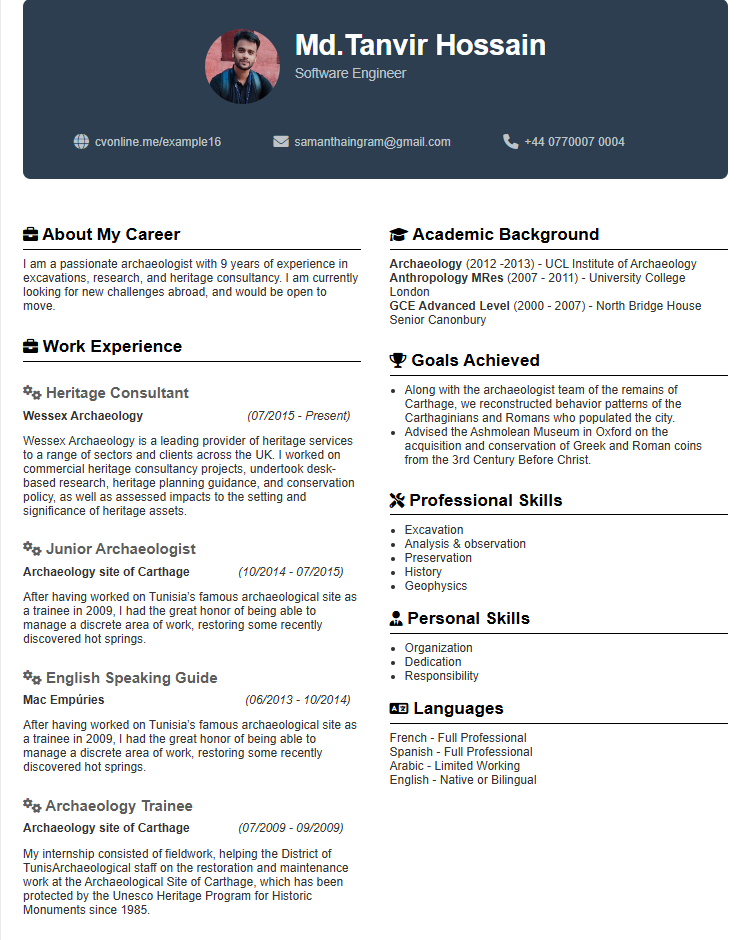 Md.Tanvir Hossain
Software Engineer
cvonline.me/example16
samanthaingram@gmail.com
+44 0770007 0004
About My Career
I am a passionate archaeologist with 9 years of experience in
excavations, research, and heritage consultancy. I am currently
looking for new challenges abroad, and would be open to
move.
Work Experience
Heritage Consultant
Wessex Archaeology (07/2015 - Present)
Wessex Archaeology is a leading provider of heritage services
to a range of sectors and clients across the UK. I worked on
commercial heritage consultancy projects, undertook desk-
based research, heritage planning guidance, and conservation
policy, as well as assessed impacts to the setting and
significance of heritage assets.
Junior Archaeologist
Archaeology site of Carthage (10/2014 - 07/2015)
After having worked on Tunisia's famous archaeological site as
a trainee in 2009, I had the great honor of being able to
manage a discrete area of work, restoring some recently
discovered hot springs.
English Speaking Guide
Mac Empúries (06/2013 - 10/2014)
After having worked on Tunisia's famous archaeological site as
a trainee in 2009, I had the great honor of being able to
manage a discrete area of work, restoring some recently
discovered hot springs.
Archaeology Trainee
Archaeology site of Carthage (07/2009 - 09/2009)
My internship consisted of fieldwork, helping the District of
TunisArchaeological staff on the restoration and maintenance
work at the Archaeological Site of Carthage, which has been
protected by the Unesco Heritage Program for Historic
Monuments since 1985.
Academic Background
Archaeology (2012 -2013) - UCL Institute of Archaeology
Anthropology MRes (2007 - 2011) - University College
London
GCE Advanced Level (2000 - 2007) - North Bridge House
Senior Canonbury
Goals Achieved
• Along with the archaeologist team of the remains of
Carthage, we reconstructed behavior patterns of the
Carthaginians and Romans who populated the city.
• Advised the Ashmolean Museum in Oxford on the
acquisition and conservation of Greek and Roman coins
from the 3rd Century Before Christ.
Professional Skills
• Excavation
• Analysis & observation
• Preservation
• History
• Geophysics
Personal Skills
• Organization
• Dedication
• Responsibility
Languages
French - Full Professional
Spanish - Full Professional
Arabic - Limited Working
English - Native or Bilingual